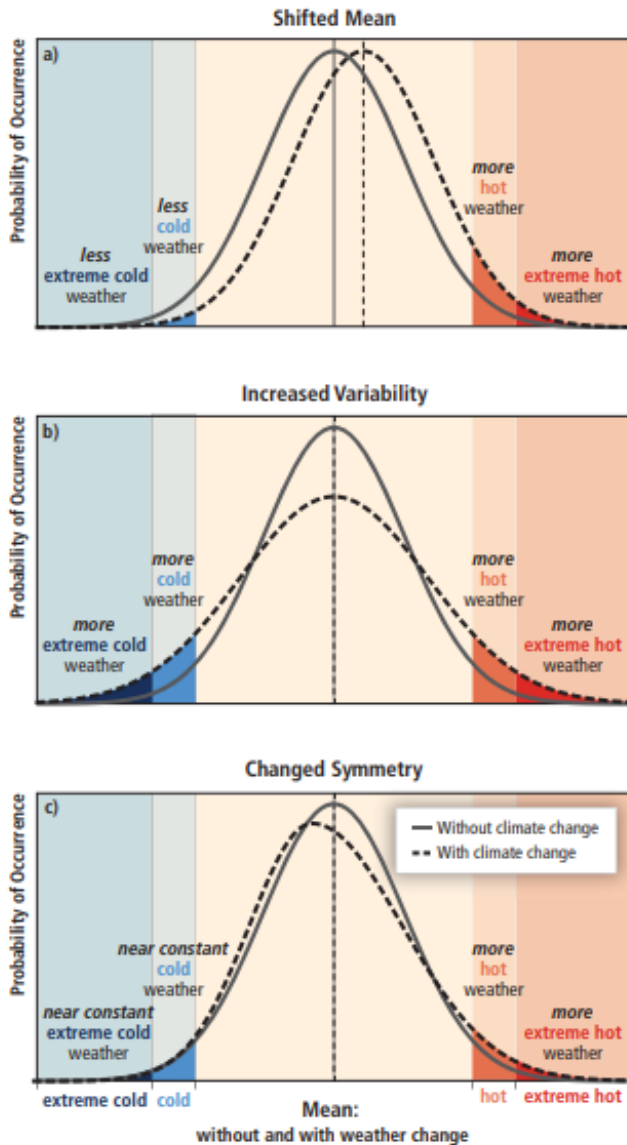 Shifted Mean
a)
Probability of Occurrence
less
extreme cold
weather
less
cold
weather
more
hot
weather
more
extreme hot
weather
Increased Variability
b)
Probability of Occurrence
more
extreme cold
weather
more
cold
weather
more
hot
weather
more
extreme hot
weather
Changed Symmetry
c)
Probability of Occurrence
Without climate change
With climate change
near constant
extreme cold
weather
near constant
cold
weather
more
hot
weather
more
extreme hot
weather
extreme cold
cold
Mean:
without and with weather change
hot
extreme hot